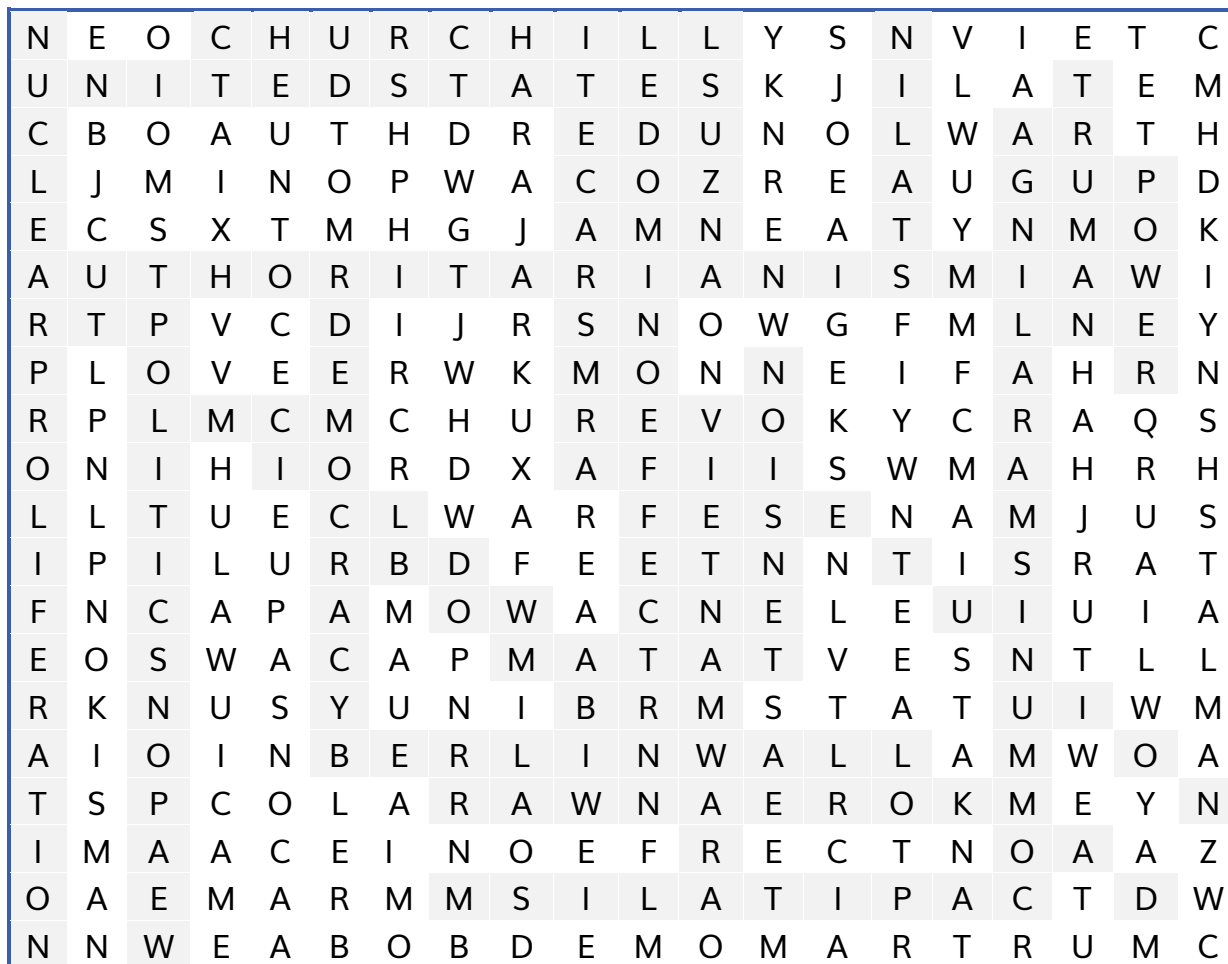 N E O C H U R C H I L L Y S N V I E T C
U N I T E D S T A T E S K J I L A T E M
C B O A U T H D R E D U N O L W A R T H
L J M I N O P W A C O Z R E A U G U P D
E C S X T M H G J A M N E A T Y N M O K
A U T H O R I T A R I A N I S M I A W I
R T P V C D I J R S N O W G F M L N E Y
P L O V E E R W K M O N N E I F A H R N
R P L M C M C H U R E V O K Y C R A Q S
O N I H I O R D X A F I I S W M A H R H
L L T U E C L W A R F E S E N A M J U S
I P I L U R B D F E E T N N T I S R A T
F N C A P A M O W A C N E L E U I U I A
E O S W A C A P M A T A T V E S N T L L
R K N U S Y U N I B R M S T A T U I W M
A I O I N B E R L I N W A L L A M W O A
T S P C O L A R A W N A E R O K M E Y N
I M A A C E I N O E F R E C T N O A A Z
O A E M A R M M S I L A T I P A C T D W
N N W E A B O B D E M O M A R T R U M C